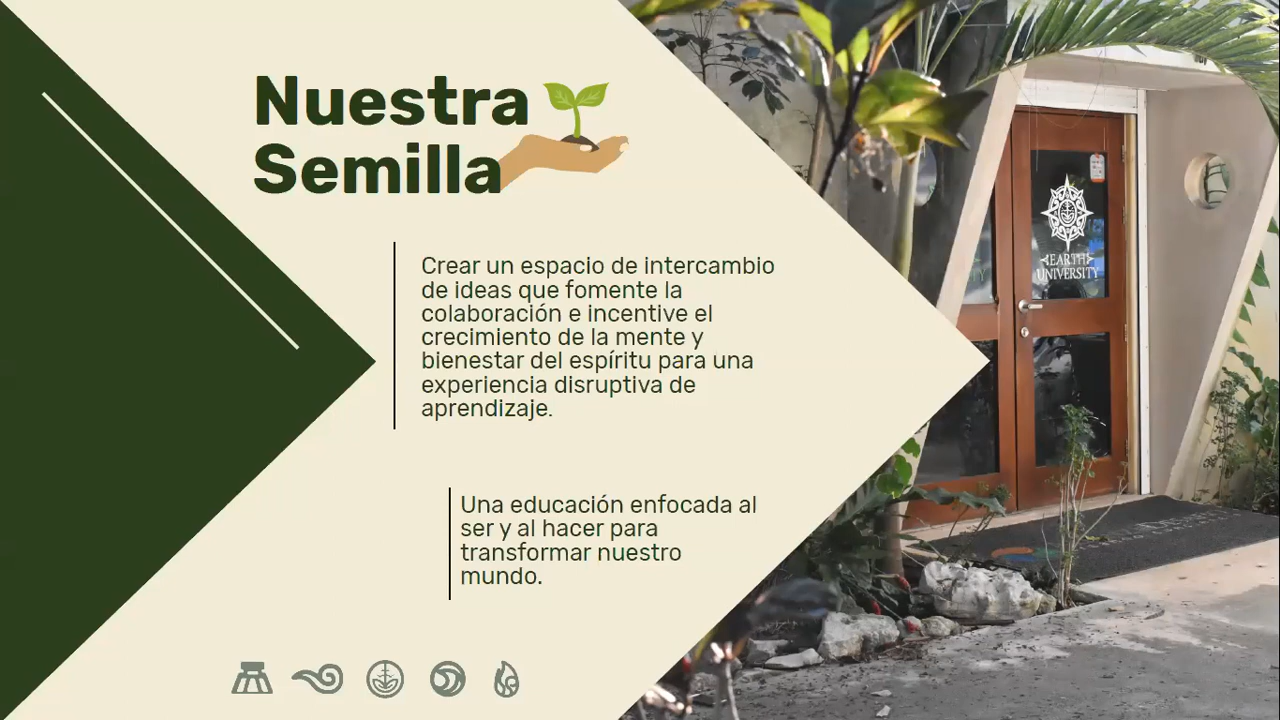 Nuestra
Semilla
Crear un espacio de intercambio
de ideas que fomente la
colaboración e incentive el
crecimiento de la mente y
bienestar del espíritu para una
experiencia disruptiva de
aprendizaje.
Una educación enfocada al
ser y al hacer para
transformar nuestro
mundo.
EARTH
UNIVERSITY